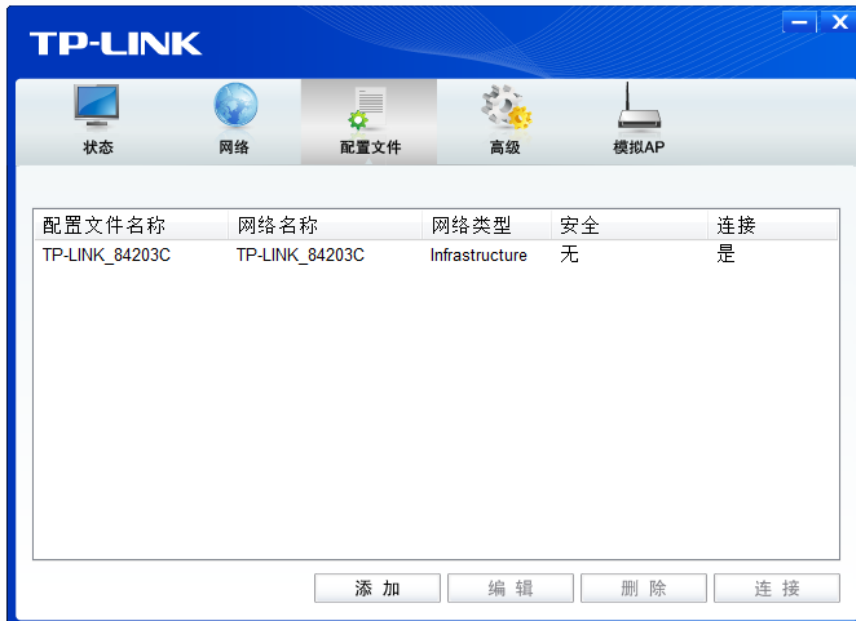 TP-LINK
状态 网络 配置文件 高级 模拟AP
配置文件名称 网络名称 网络类型 安全 连接
TP-LINK_84203C TP-LINK_84203C Infrastructure 无 是
添 加 编 辑 删 除 连 接